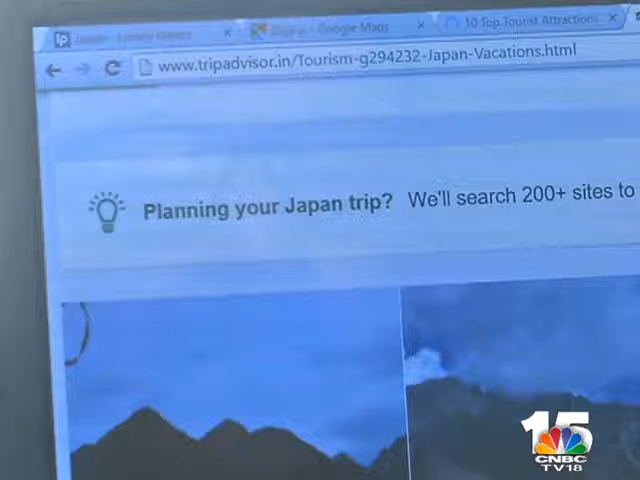 Google Maps
10 Top Tourist Attractions
www.tripadvisor.in/Tourism-g294232-Japan-Vacations.html
Planning your Japan trip? We'll search 200+ sites to
15
CNBC
TV18